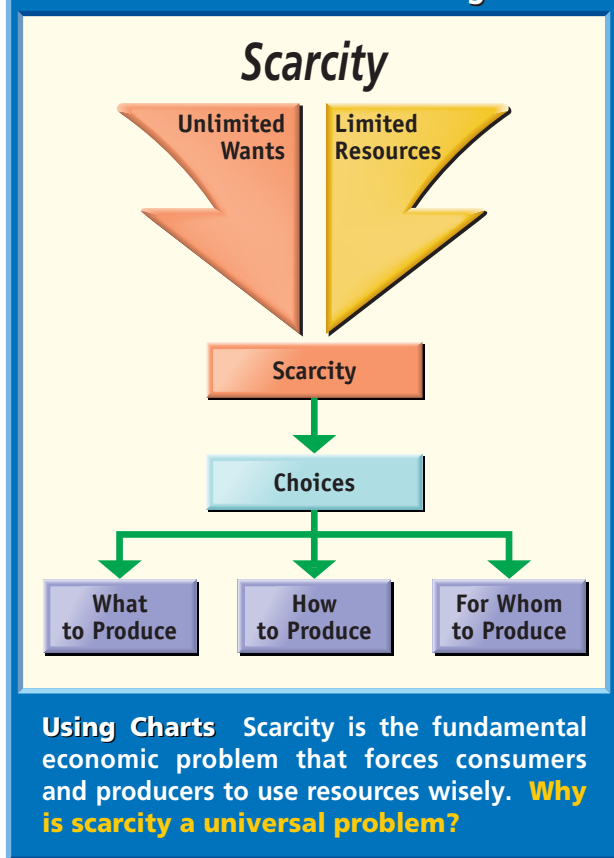 Scarcity
Unlimited
Wants
Limited
Resources
Scarcity
Choices
What
to Produce
How
to Produce
For Whom
to Produce
Using Charts Scarcity is the fundamental
economic problem that forces consumers
and producers to use resources wisely. Why
is scarcity a universal problem?